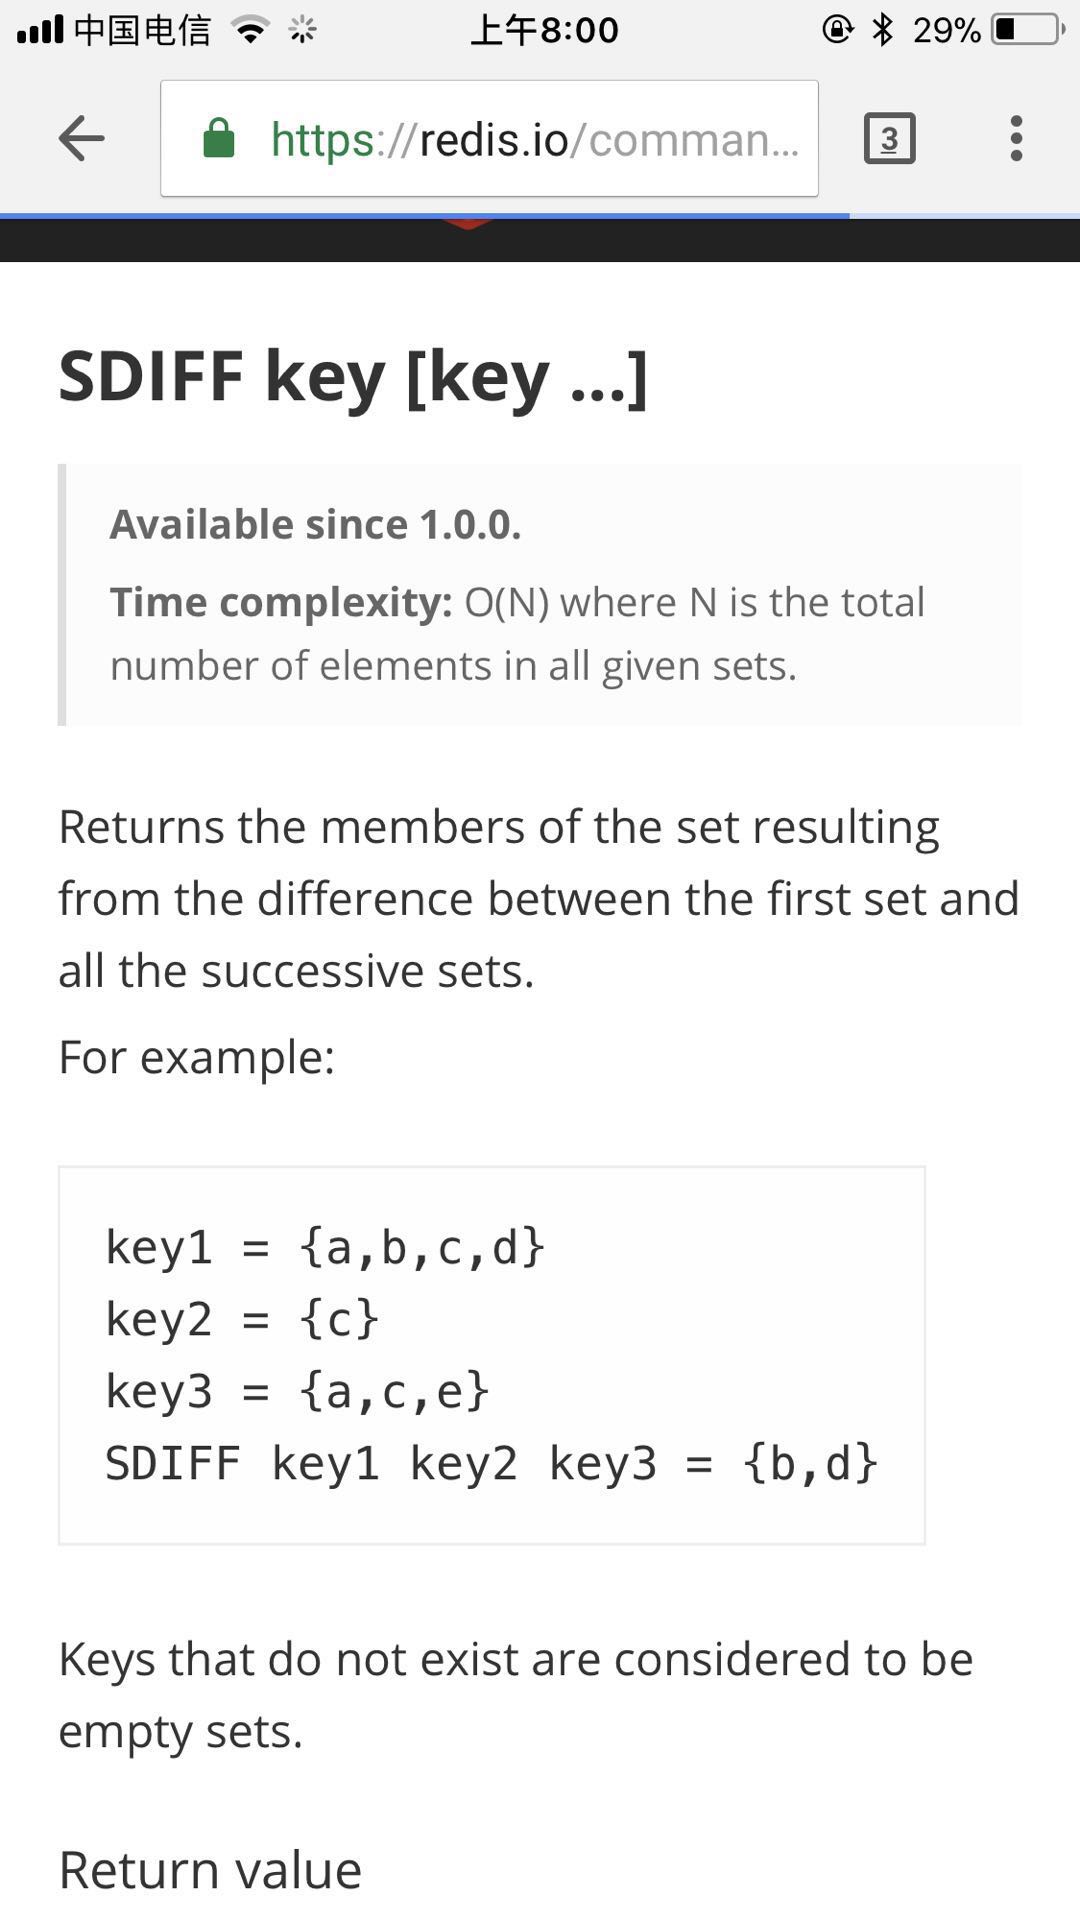 中国电信 上午8:00 29%
https://redis.io/comman... 3
SDIFF key [key ...]
Available since 1.0.0.
Time complexity: O(N) where N is the total
number of elements in all given sets.
Returns the members of the set resulting
from the difference between the first set and
all the successive sets.
For example:
key1 = {a,b,c,d}
key2 = {c}
key3 = {a,c,e}
SDIFF key1 key2 key3 = {b,d}
Keys that do not exist are considered to be
empty sets.
Return value